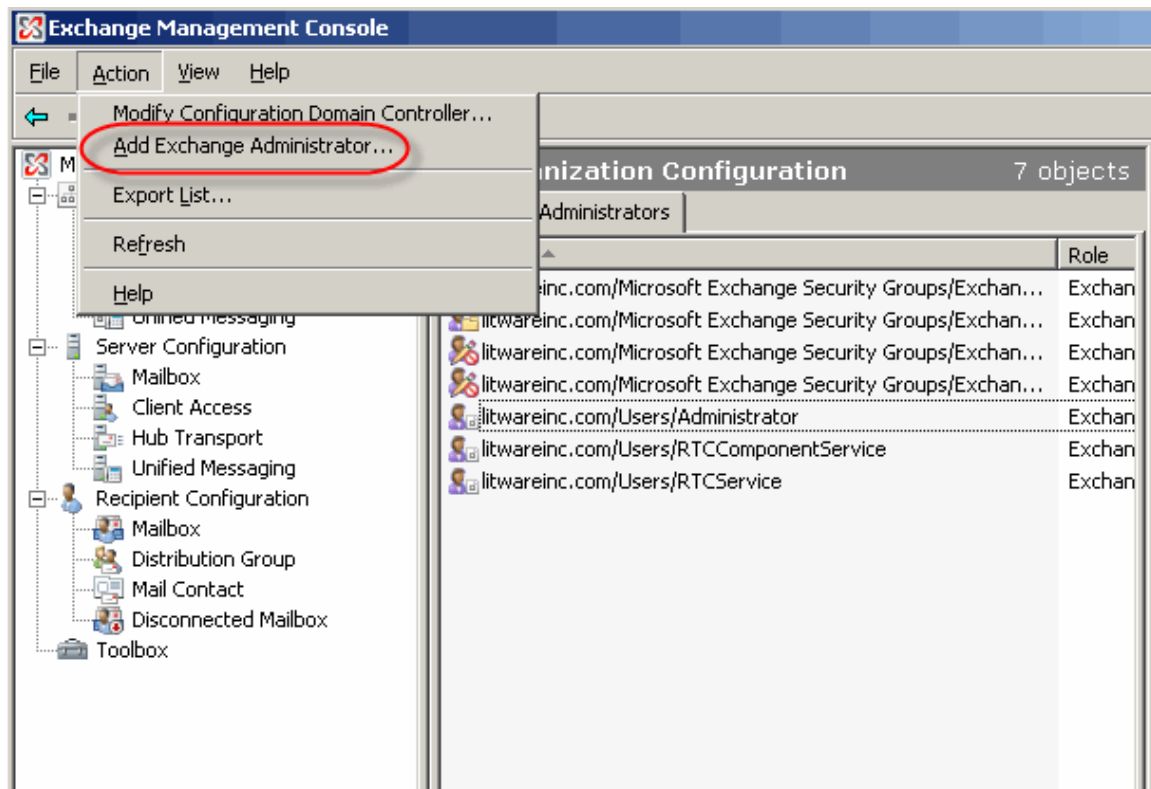 Exchange Management Console
File Action View Help
Modify Configuration Domain Controller...
Add Exchange Administrator...
Export List...
Refresh
Help
M
nization Configuration 7 objects
Administrators
Role
einc.com/Microsoft Exchange Security Groups/Exchan... Exchan
litwareinc.com/Microsoft Exchange Security Groups/Exchan... Exchan
litwareinc.com/Microsoft Exchange Security Groups/Exchan... Exchan
litwareinc.com/Microsoft Exchange Security Groups/Exchan... Exchan
litwareinc.com/Users/Administrator Exchan
litwareinc.com/Users/RTCComponentService Exchan
litwareinc.com/Users/RTCService Exchan
Unified Messaging
Server Configuration
Mailbox
Client Access
Hub Transport
Unified Messaging
Recipient Configuration
Mailbox
Distribution Group
Mail Contact
Disconnected Mailbox
Toolbox